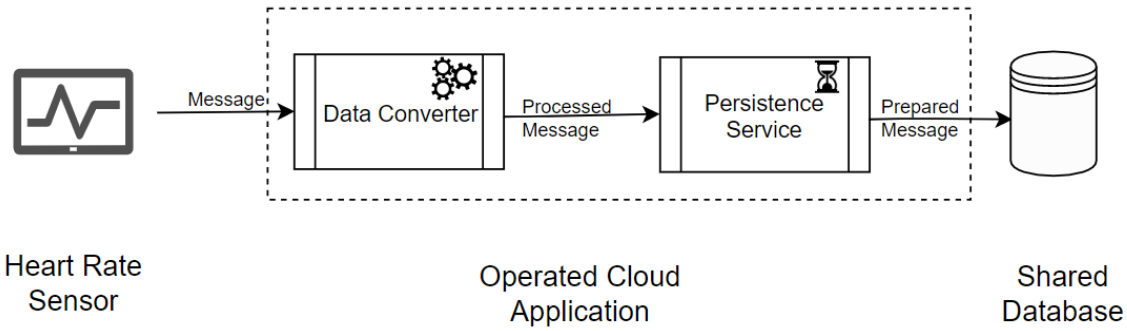 Message
Data Converter
Processed
Message
Persistence
Service
Prepared
Message
Heart Rate
Sensor
Operated Cloud
Application
Shared
Database